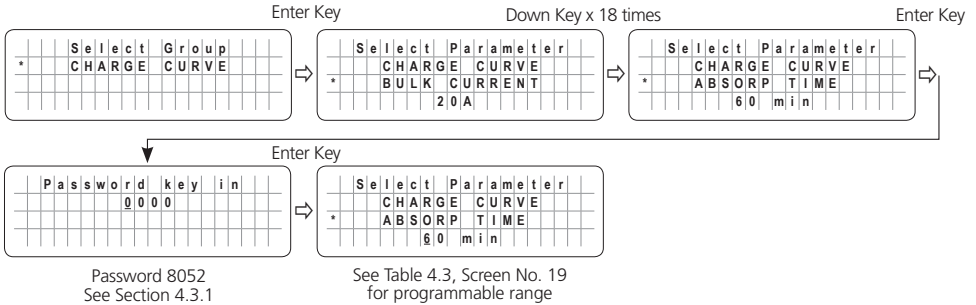 Enter Key
Down Key x 18 times
Enter Key
Select Group
* CHARGE CURVE
Select Parameter
CHARGE CURVE
* BULK CURRENT
20A
Select Parameter
CHARGE CURVE
* ABSORP TIME
60 min
Enter Key
Password key in
0000
Select Parameter
CHARGE CURVE
* ABSORP TIME
60 min
Password 8052
See Section 4.3.1
See Table 4.3, Screen No. 19
for programmable range